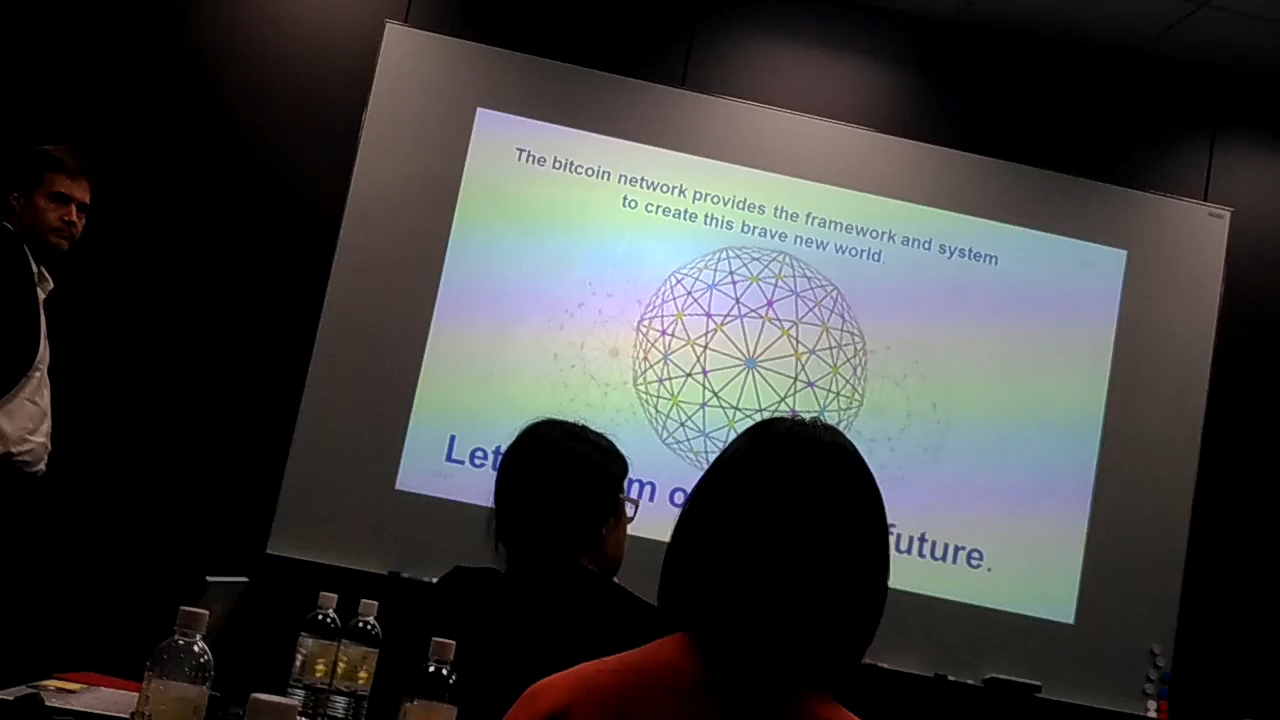 The bitcoin network provides the framework and system
to create this brave new world.
Let m o future.